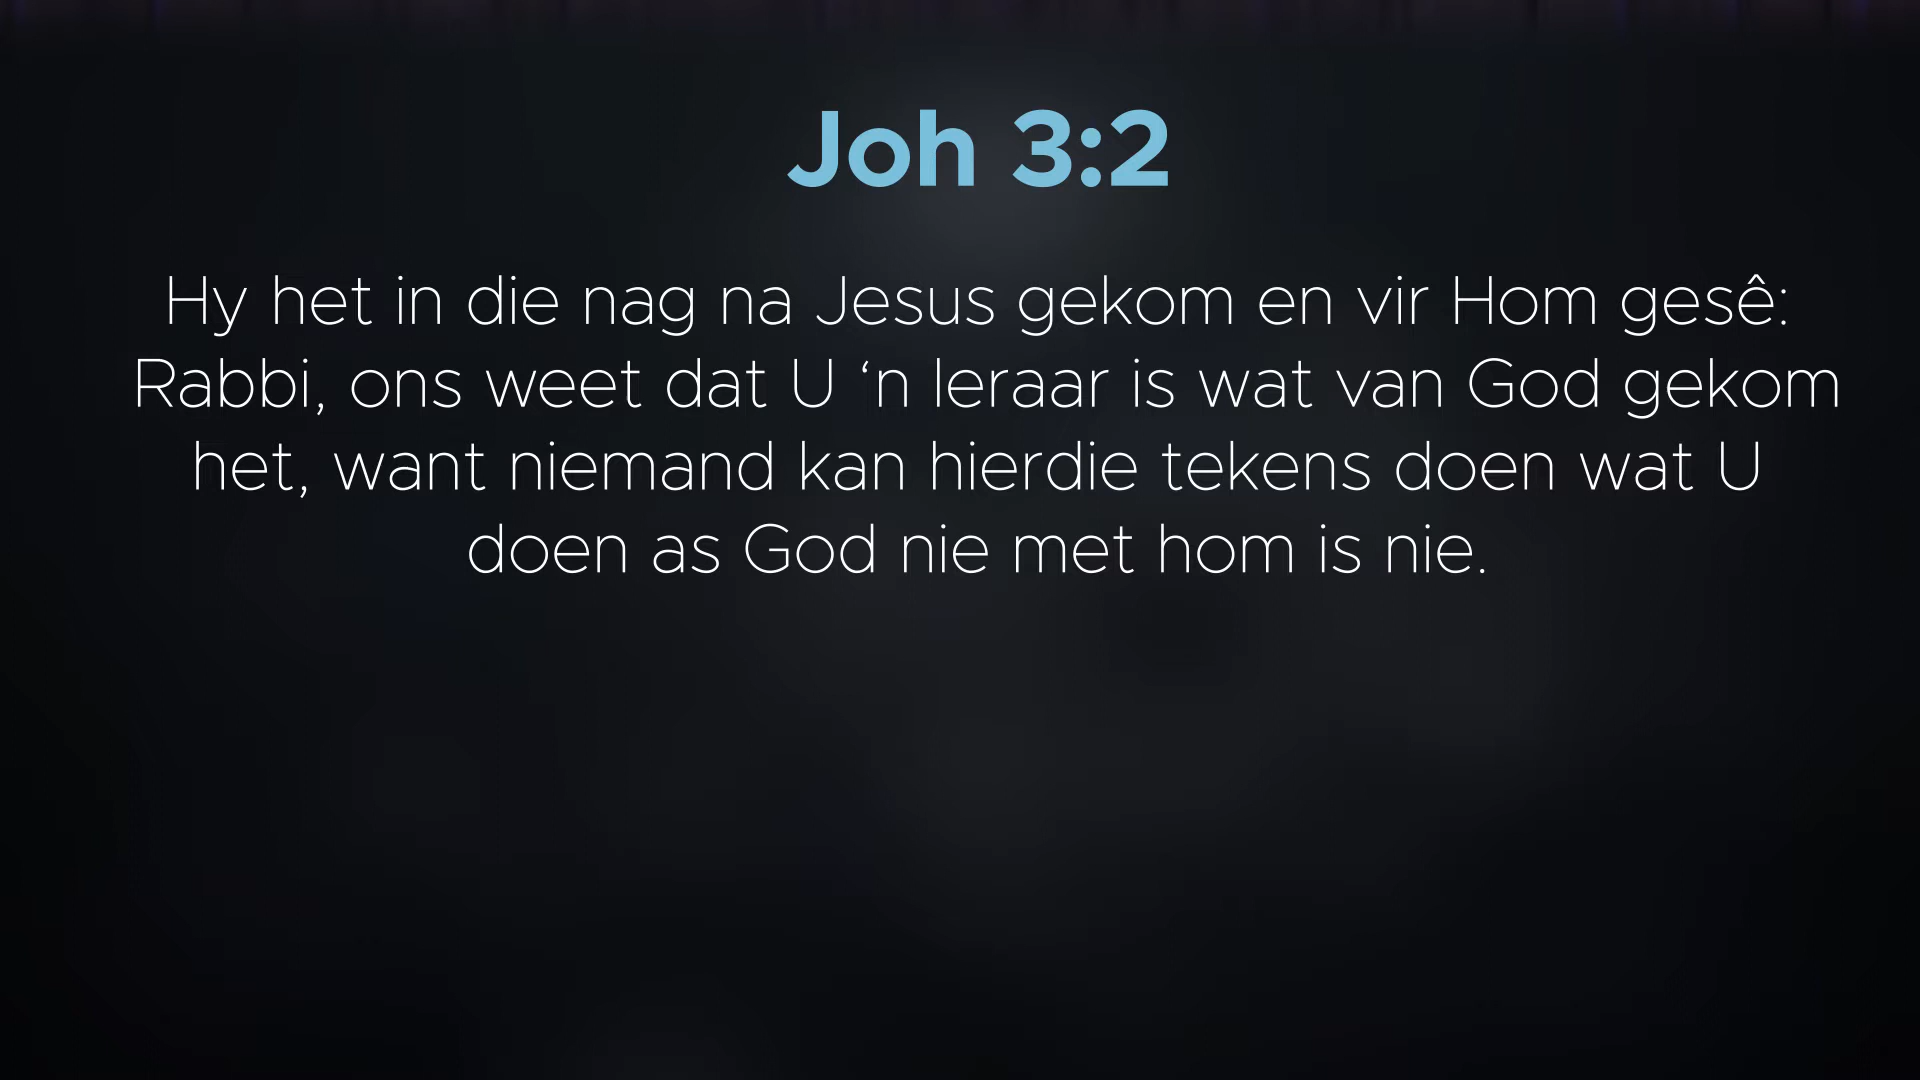 Joh 3:2
Hy het in die nag na Jesus gekom en vir Hom gesê:
Rabbi, ons weet dat U ‘n leraar is wat van God gekom
het, want niemand kan hierdie tekens doen wat U
doen as God nie met hom is nie.